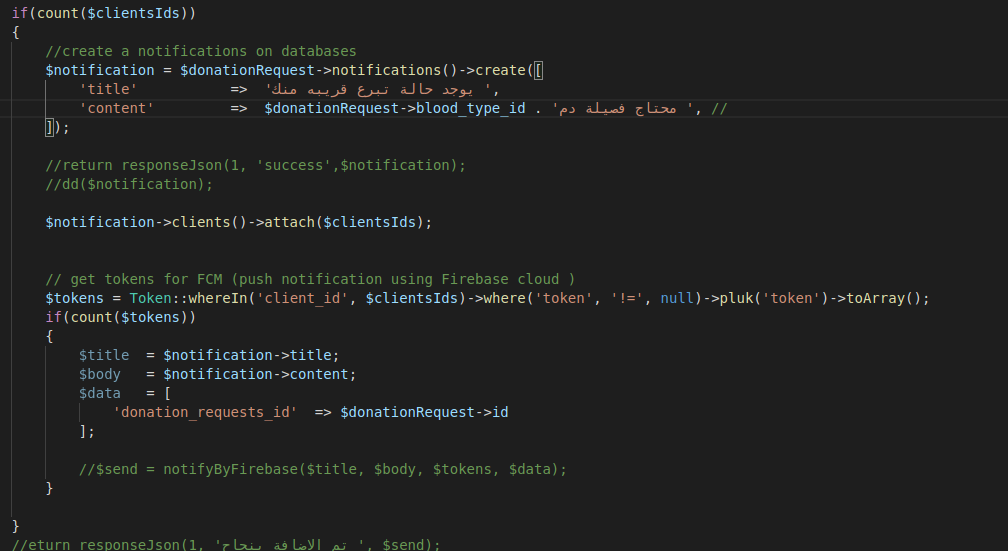 if(count($clientsIds))
{
//create a notifications on databases
$notification = $donationRequest->notifications()->create([
'title' => 'يوجد حالة تبرع قريبه منك ',
'content' => $donationRequest->blood_type_id . 'محتاج فصيلة دم ', //
]);
//return responseJson(1, 'success',$notification);
//dd($notification);
$notification->clients()->attach($clientsIds);
// get tokens for FCM (push notification using Firebase cloud )
$tokens = Token::whereIn('client_id', $clientsIds)->where('token', '!=', null)->pluk('token')->toArray();
if(count($tokens))
{
$title = $notification->title;
$body = $notification->content;
$data = [
'donation_requests_id' => $donationRequest->id
];
//$send = notifyByFirebase($title, $body, $tokens, $data);
}
}
//eturn responseJson(1, 'تم الاضافة بنجاح ', $send);